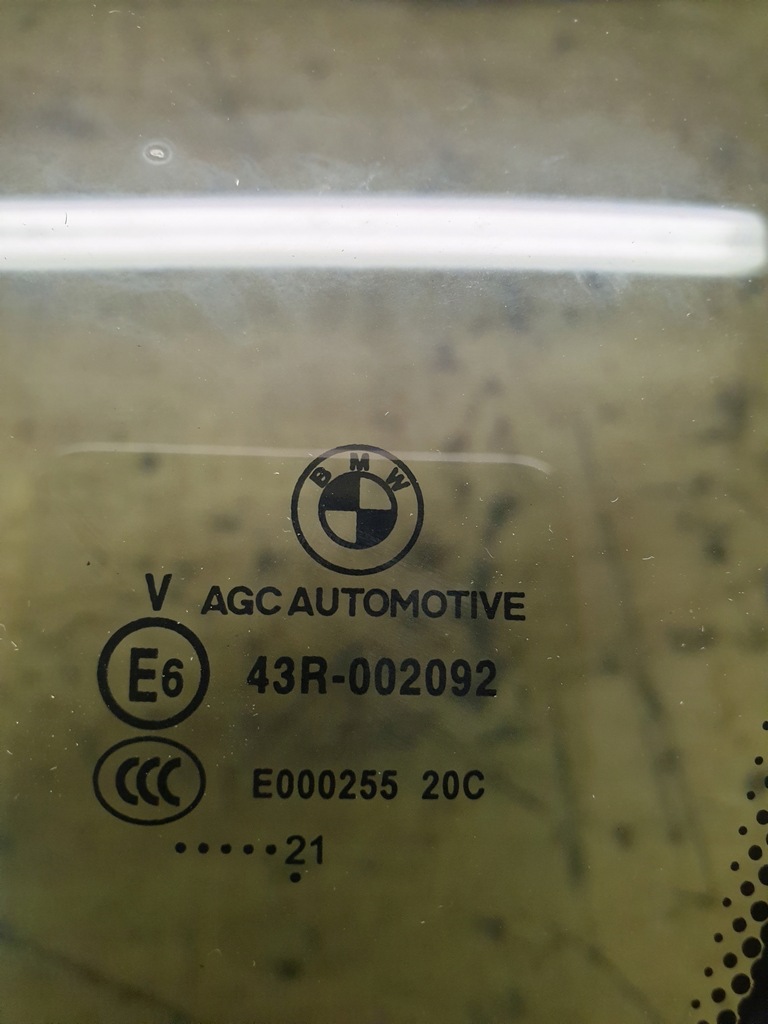 BMW
V AGC AUTOMOTIVE
E6 43R-002092
CCC E000255 20C
.....21
.